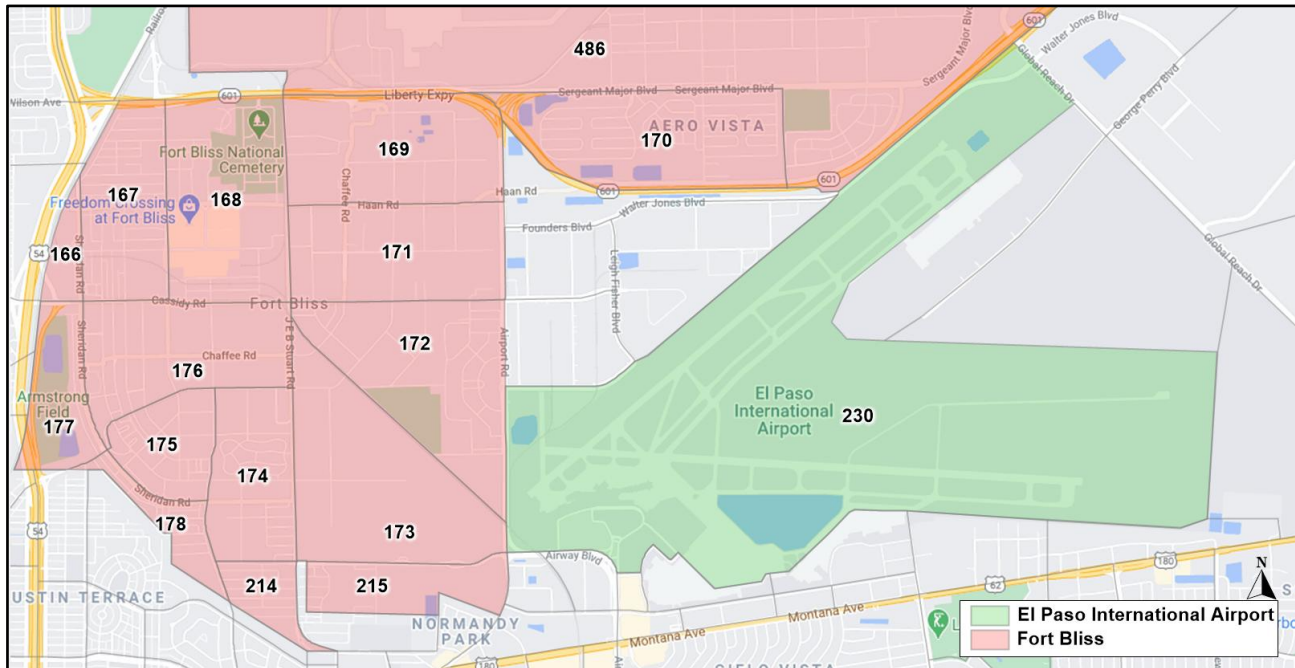 601
Walter Jones Blvd
Railroa
486
Sergeant Major Blvd
Global Reach Dr
George Perry Blvd
Wilson Ave
601
Liberty Expy
Sergeant Major Blvd
Sergeant Major Blvd
AERO VISTA
170
Fort Bliss National
Cemetery
169
Chaffee Rd
167
168
Freedom Crossing
at Fort Bliss
Haan Rd
Haan Rd
601
601
Walter Jones Blvd
Founders Blvd
Leigh Fisher Blvd
Global Reach Dr
54
166
171
Cassidy Rd
Fort Bliss
Sheridan Rd
J E B Stuart Rd
Airport Rd
172
Chaffee Rd
176
Armstrong
Field
177
El Paso
International
Airport
230
175
174
Sheridan Rd
178
173
54
Airway Blvd
214
215
USTIN TERRACE
NORMANDY
PARK
Montana Ave
Montana Ave
62
180
180
CIELO VISTA
N
El Paso International Airport
Fort Bliss